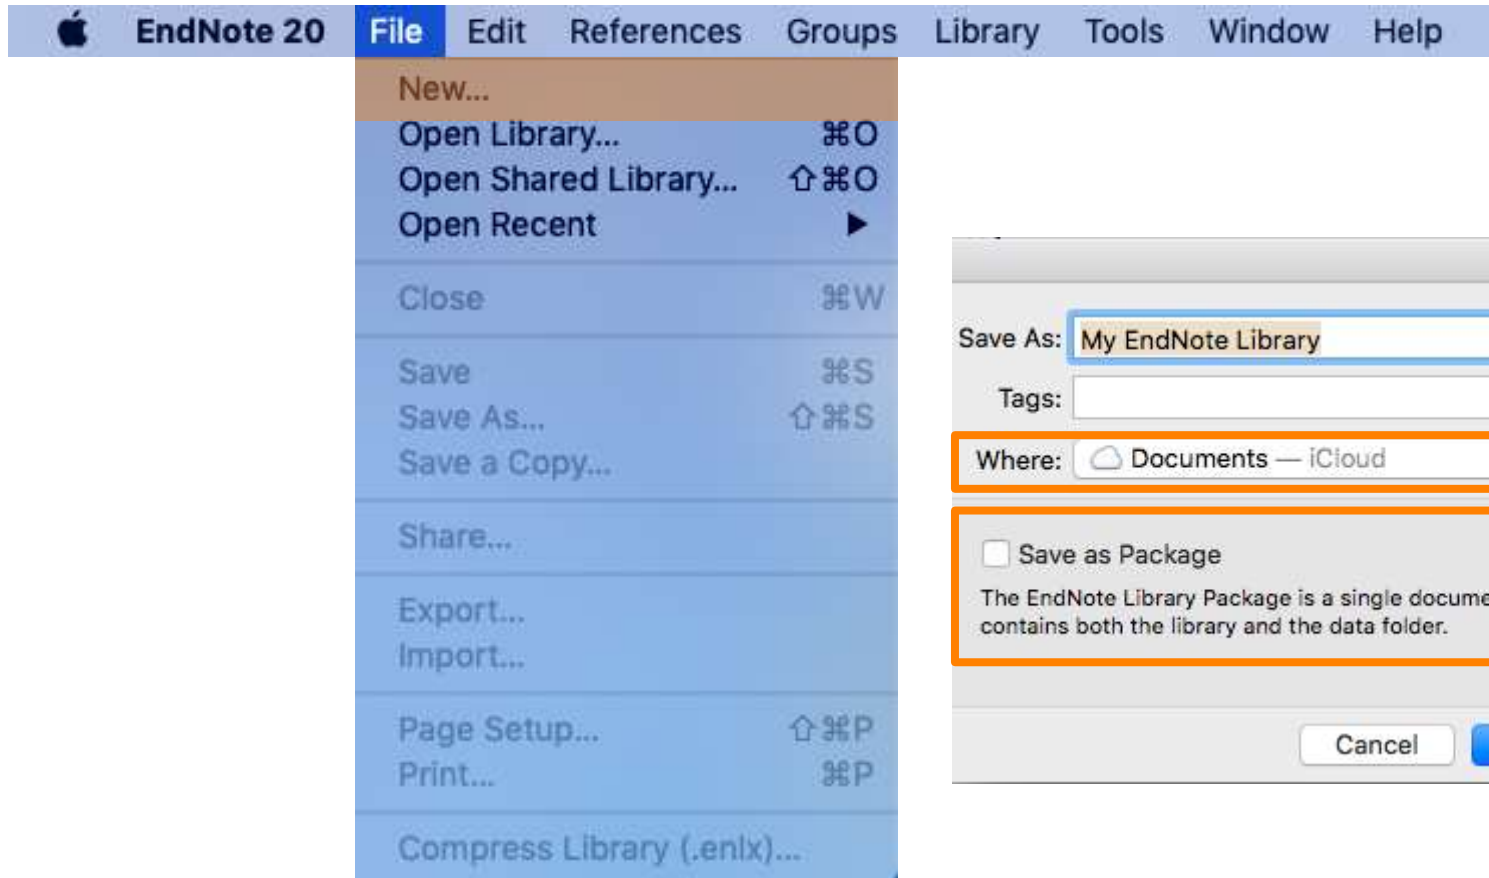 EndNote 20 File Edit References Groups Library Tools Window Help
New...
Open Library... ⌘O
Open Shared Library... ⇧⌘O
Open Recent ▶
Close ⌘W
Save ⌘S
Save As... ⇧⌘S
Save a Copy...
Share...
Export...
Import...
Page Setup... ⇧⌘P
Print... ⌘P
Compress Library (.enlx)...
Save As: My EndNote Library
Tags:
Where: Documents — iCloud
Save as Package
The EndNote Library Package is a single docume
contains both the library and the data folder.
Cancel